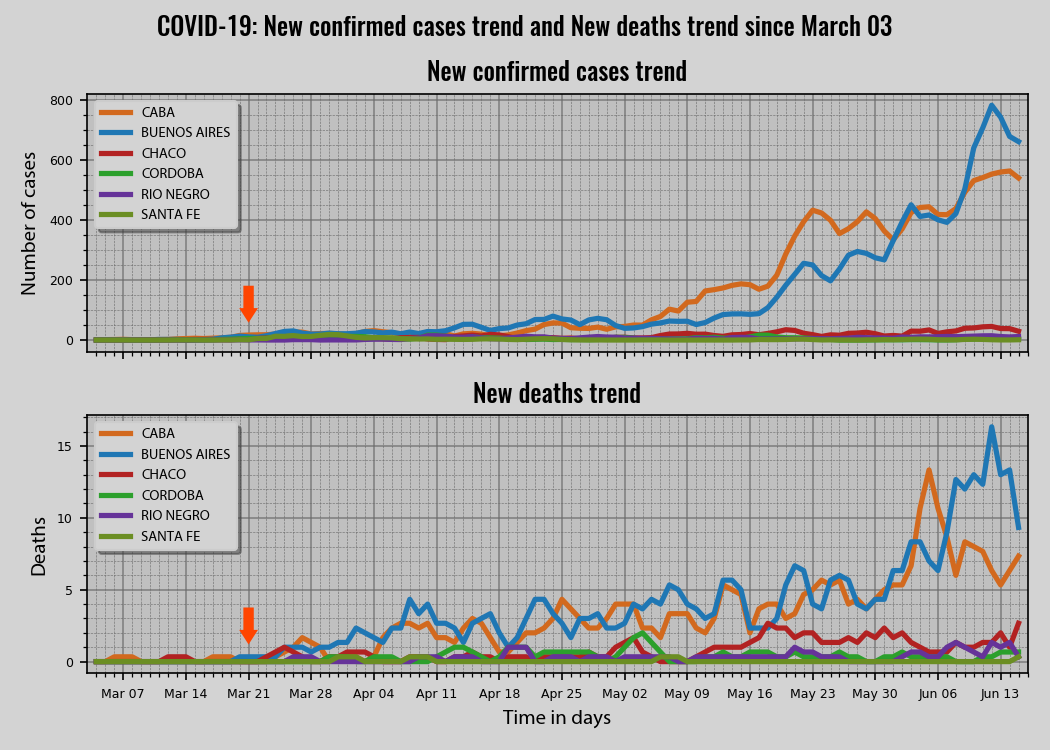 COVID-19: New confirmed cases trend and New deaths trend since March 03
New confirmed cases trend
Number of cases
800
600
400
200
0
CABA
BUENOS AIRES
CHACO
CORDOBA
RIO NEGRO
SANTA FE
New deaths trend
Deaths
15
10
5
0
CABA
BUENOS AIRES
CHACO
CORDOBA
RIO NEGRO
SANTA FE
Mar 07 Mar 14 Mar 21 Mar 28 Apr 04 Apr 11 Apr 18 Apr 25 May 02 May 09 May 16 May 23 May 30 Jun 06 Jun 13
Time in days